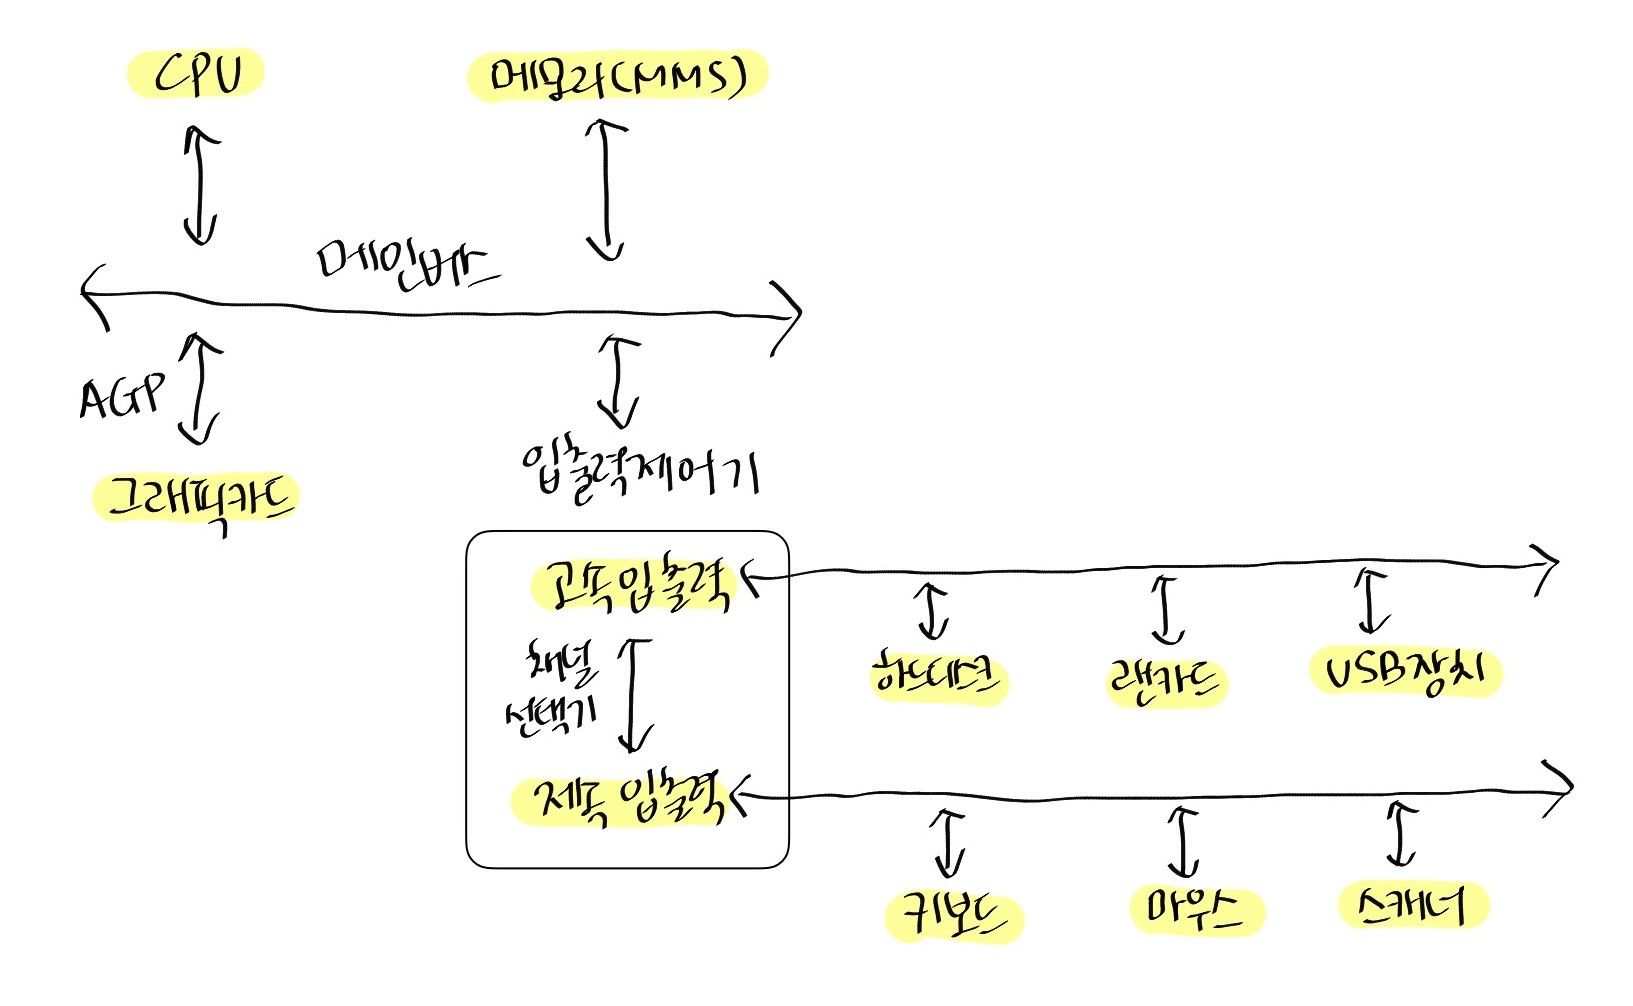 CPU
메모리(MMS)
메인버스
AGP
그래픽카드
입출력제어기
고속입출력
채널
선택기
제속 입출력
하드디스크
랜카드
USB장치
키보드
마우스
스캐너